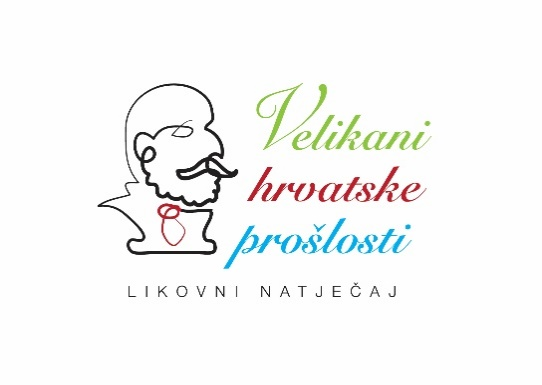 Velikani
hrvatske
prošlosti
LIKOVNI NATJEČAJ